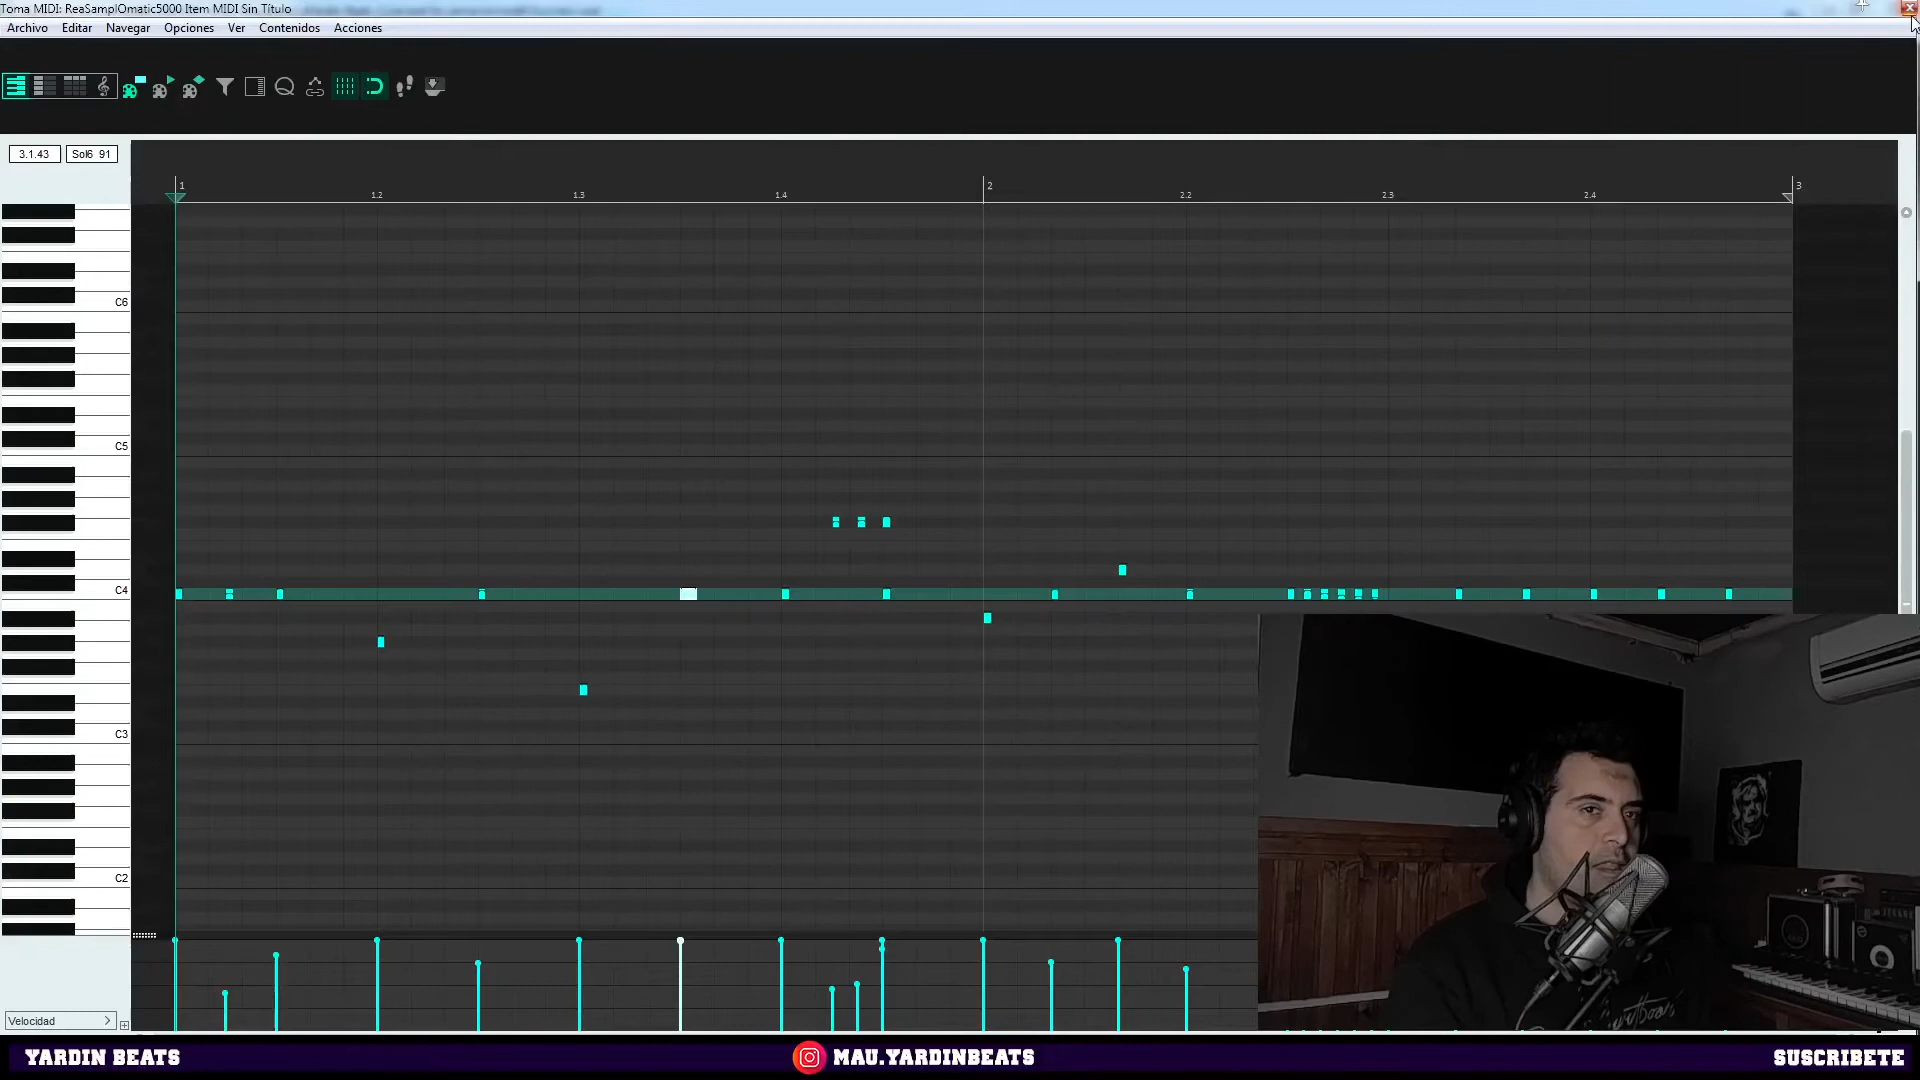 Toma MIDI: ReaSamplOmatic5000 Item MIDI Sin Título
Archivo Editar Navegar Opciones Ver Contenidos Acciones
3.1.43 Sol6 91
1 1.2 1.3 1.4 2 2.2 2.3 2.4 3
C6
C5
C4
C3
C2
Velocidad >
YARDIN BEATS MAU.YARDINBEATS SUSCRIBETE